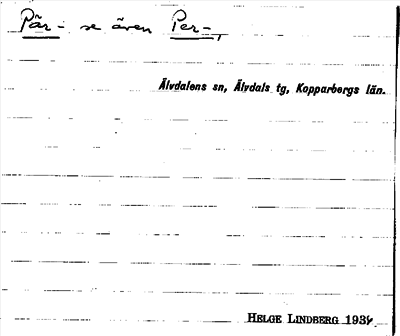 Pär- se även Per-,
Älvdalens sn, Älvdals tg, Kopparbergs län.
HELGE LINDBERG 193